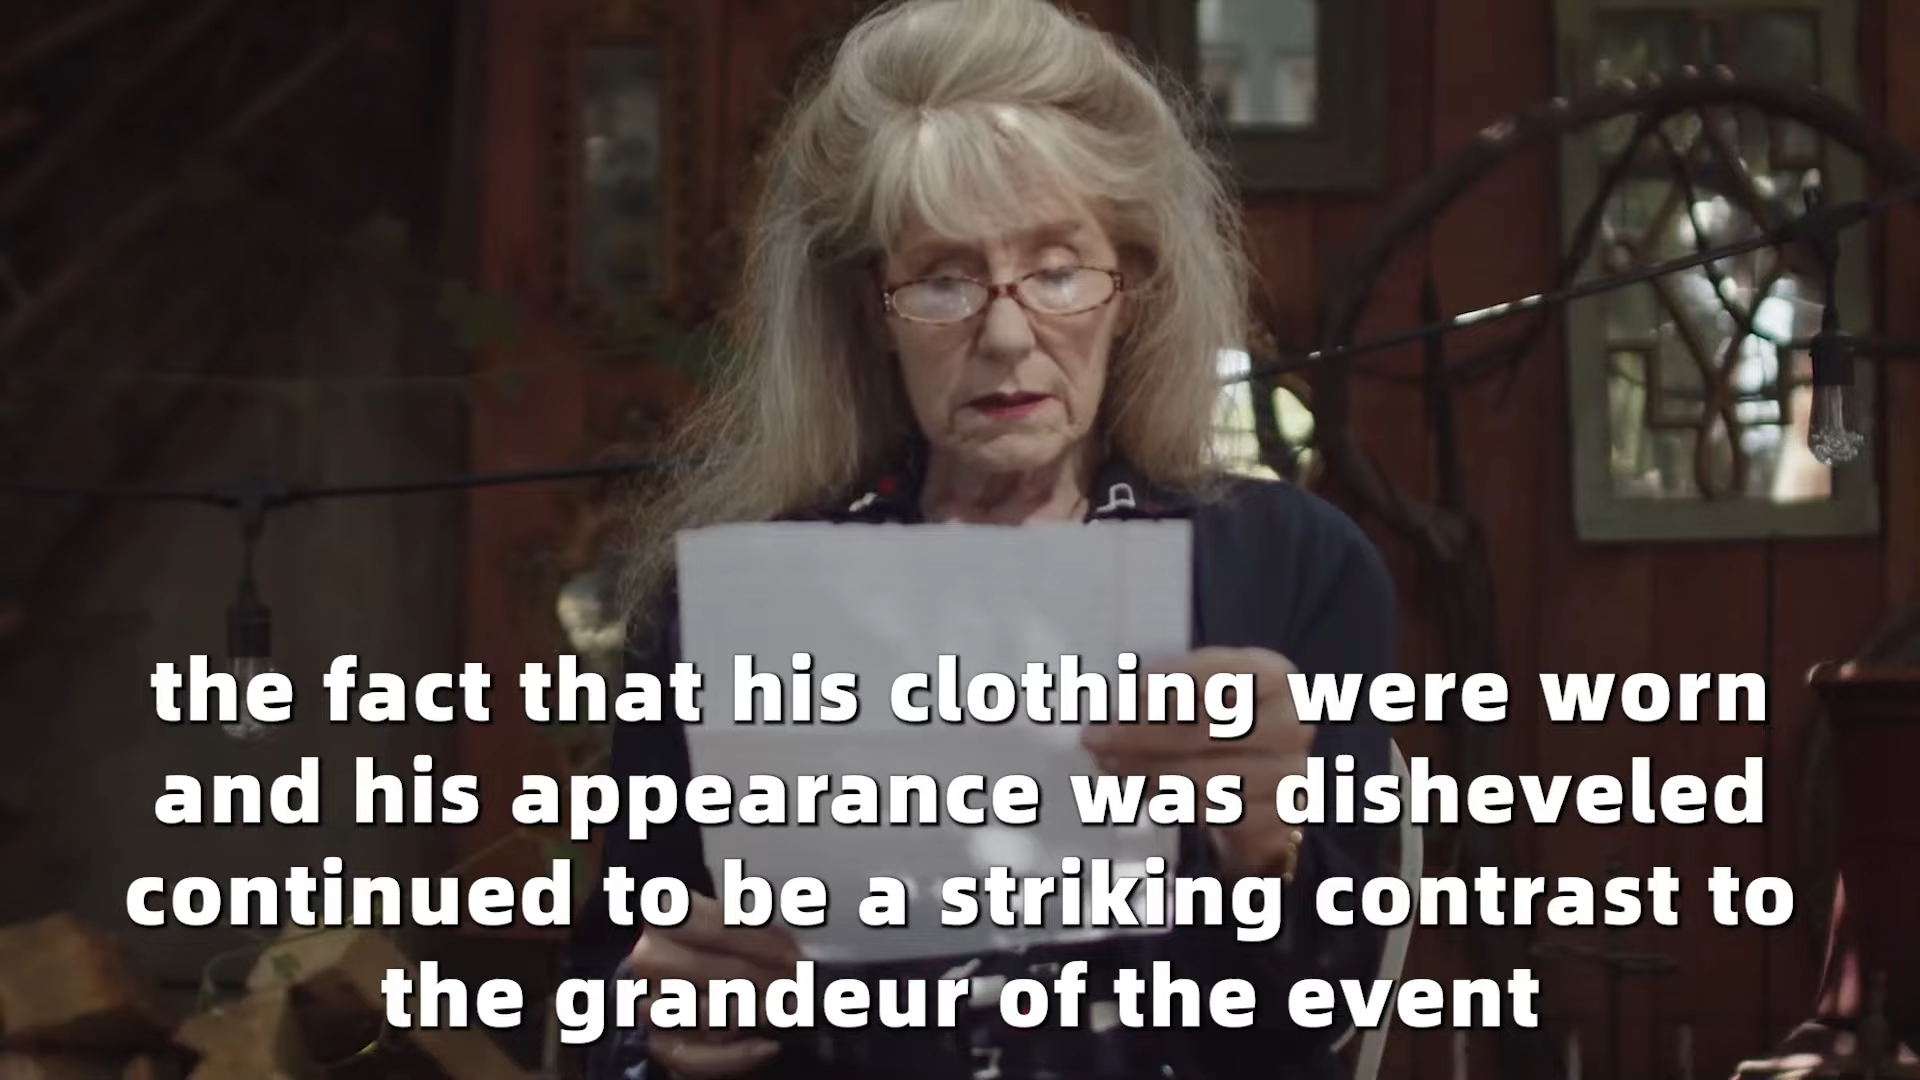 the fact that his clothing were worn
and his appearance was disheveled
continued to be a striking contrast to
the grandeur of the event